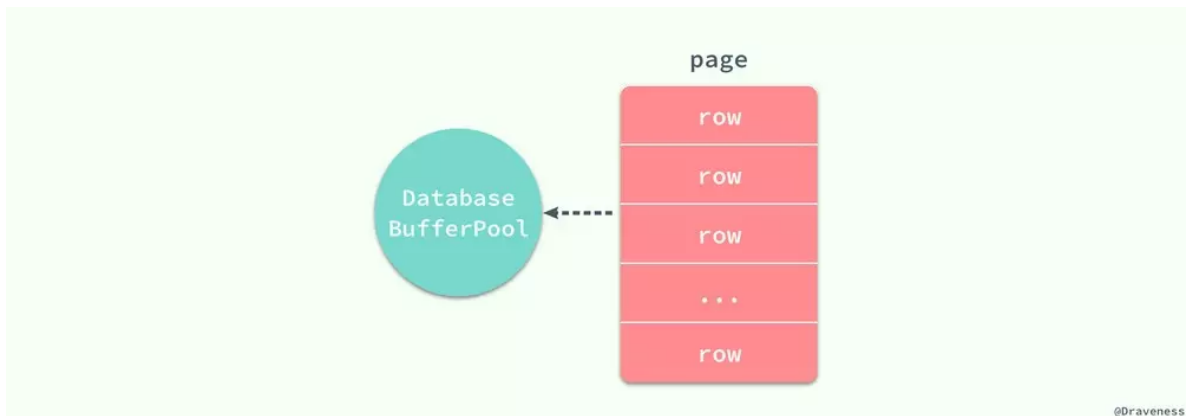 page
row
row
Database
BufferPool
row
...
row
@Draveness